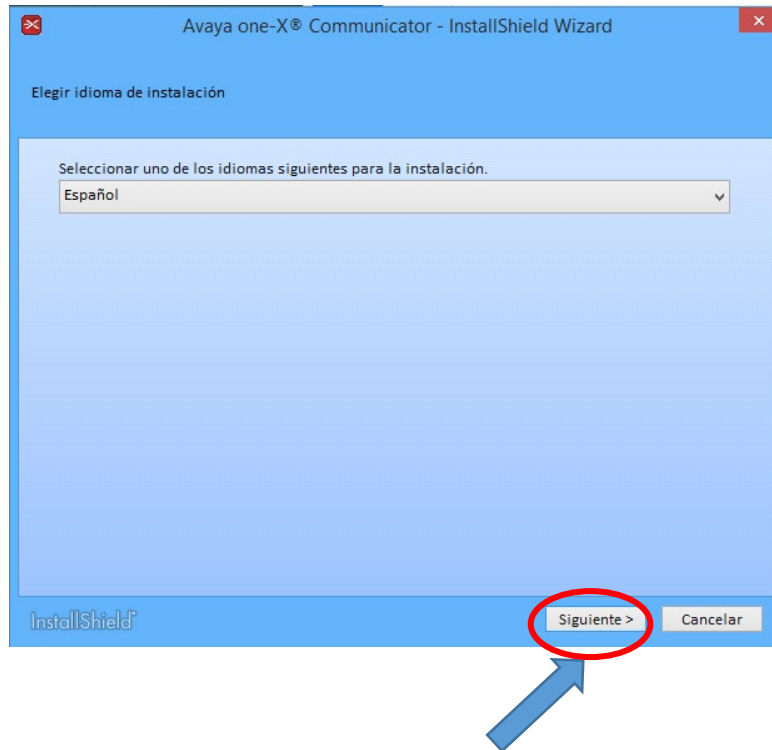 Avaya one-X® Communicator - InstallShield Wizard
Elegir idioma de instalación
Seleccionar uno de los idiomas siguientes para la instalación.
Español
InstallShield
Siguiente >
Cancelar